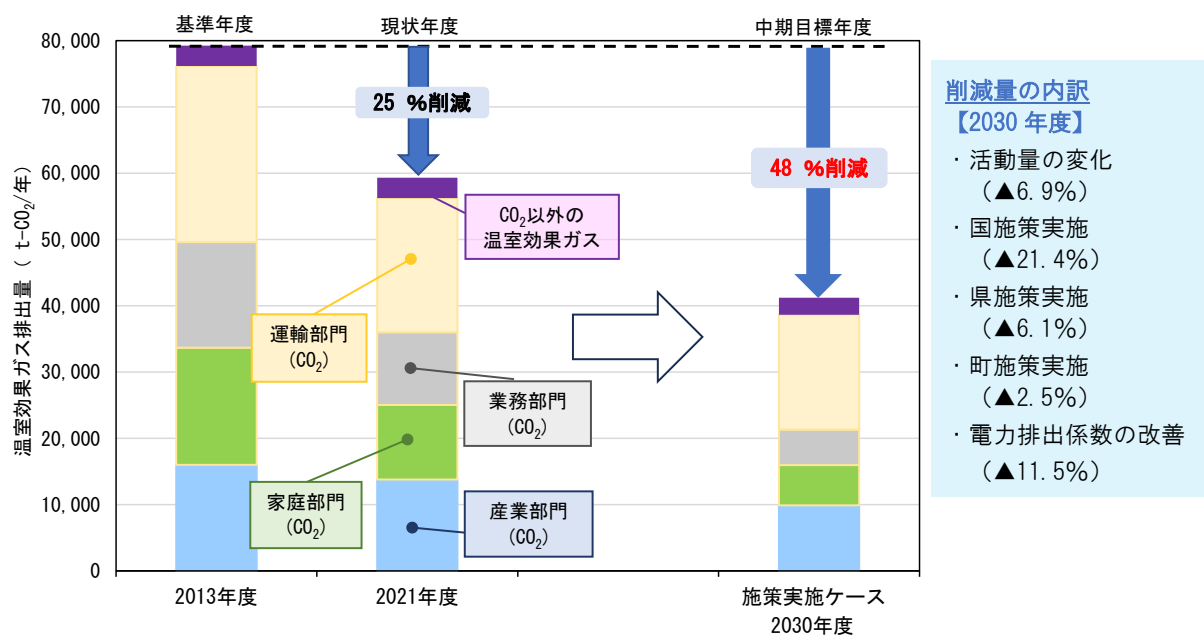 基準年度
現状年度
中期目標年度
80,000
70,000
60,000
50,000
40,000
30,000
20,000
10,000
0
温室効果ガス排出量 ( t-CO₂/年)
25 %削減
48 %削減
CO₂以外の
温室効果ガス
運輸部門
(CO₂)
業務部門
(CO₂)
家庭部門
(CO₂)
産業部門
(CO₂)
2013年度
2021年度
施策実施ケース
2030年度
削減量の内訳
【2030 年度】
・活動量の変化
(▲6.9%)
・国施策実施
(▲21.4%)
・県施策実施
(▲6.1%)
・町施策実施
(▲2.5%)
・電力排出係数の改善
(▲11.5%)